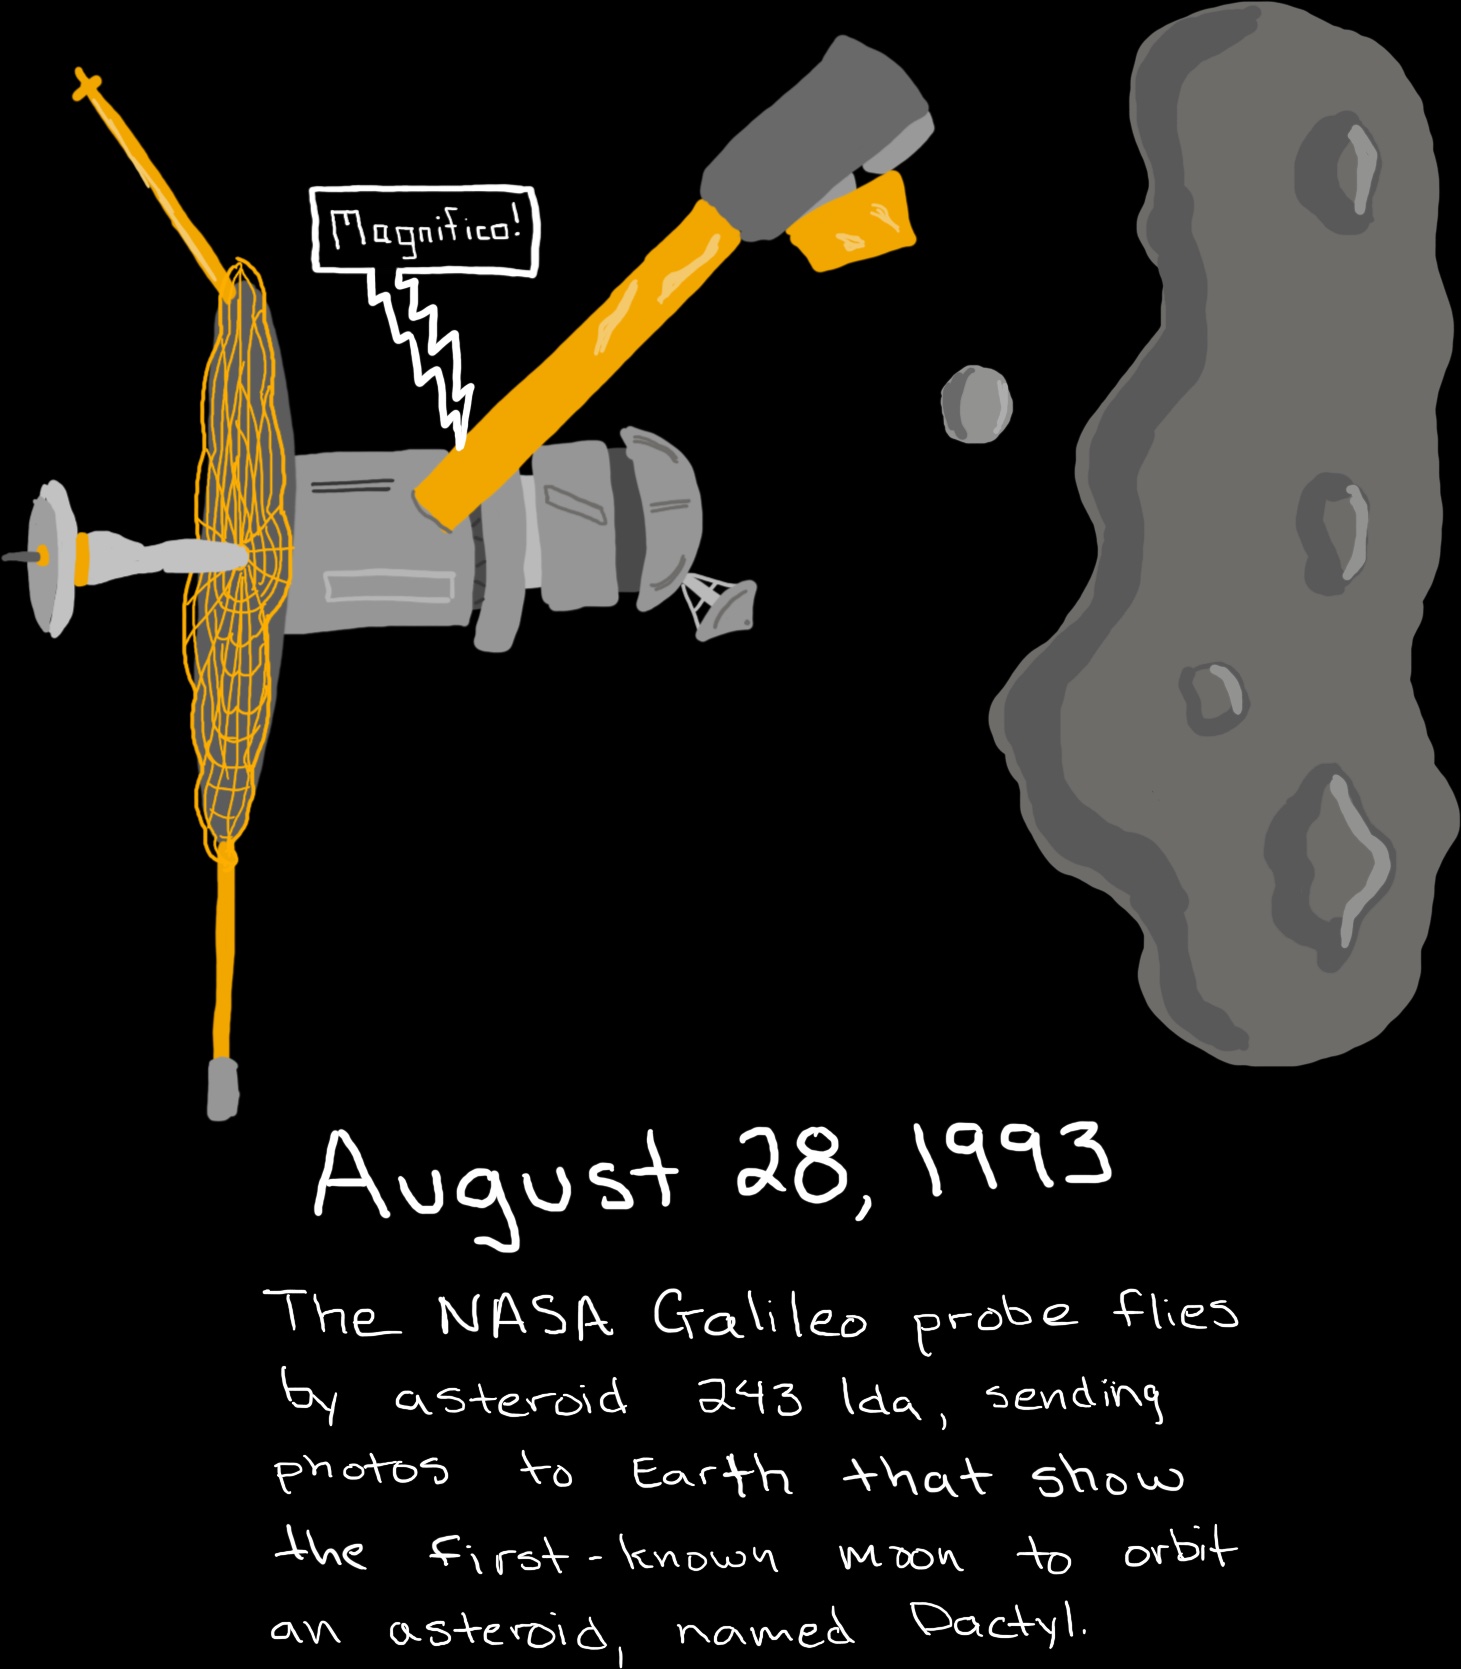 Magnifico!
August 28, 1993
The NASA Galileo probe flies
by asteroid 243 Ida, sending
photos to Earth that show
the first-known moon to orbit
an asteroid, named Dactyl.